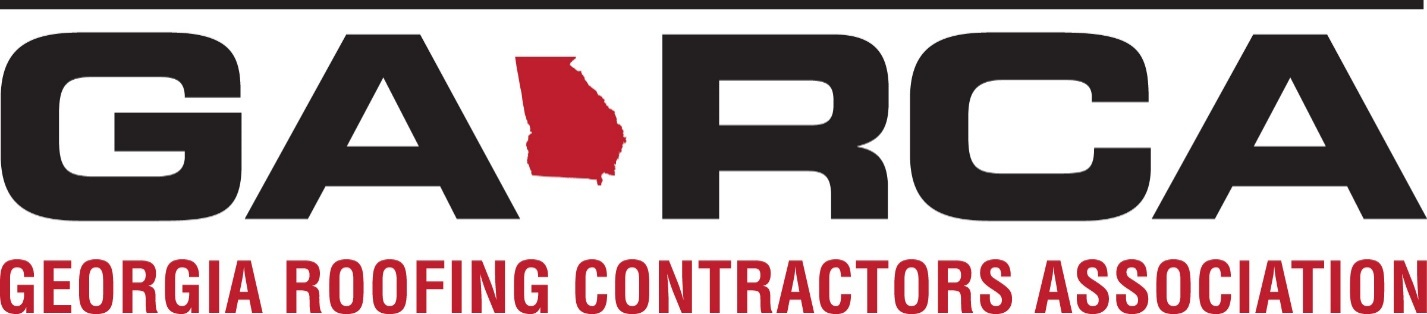 GA RCA
GEORGIA ROOFING CONTRACTORS ASSOCIATION